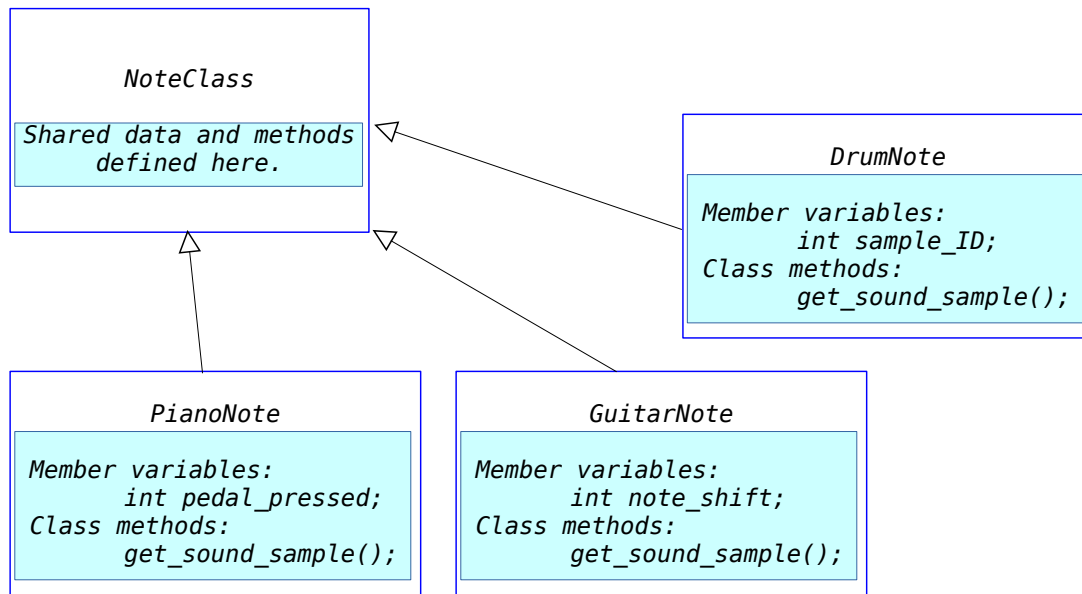 NoteClass
Shared data and methods
defined here.
DrumNote
Member variables:
int sample_ID;
Class methods:
get_sound_sample();
PianoNote
Member variables:
int pedal_pressed;
Class methods:
get_sound_sample();
GuitarNote
Member variables:
int note_shift;
Class methods:
get_sound_sample();